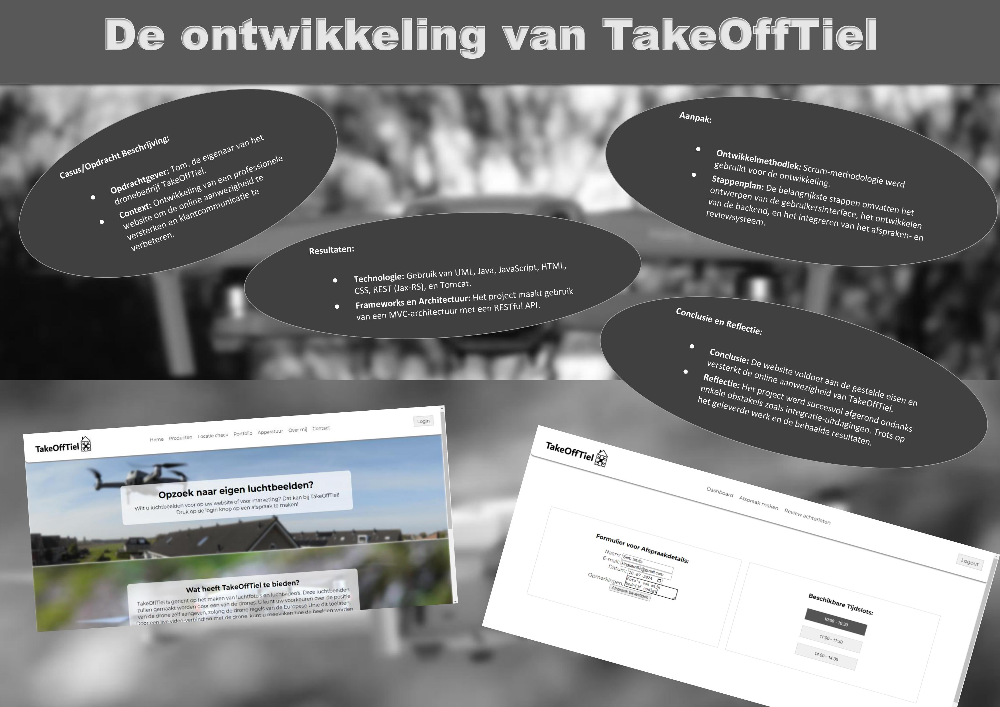 De ontwikkeling van TakeOffTiel
Casus/Opdracht Beschrijving:
● Opdrachtgever: Tom, de eigenaar van het
dronebedrijf TakeOffTiel.
● Context: Ontwikkeling van een professionele
website om de online aanwezigheid te
versterken en klantcommunicatie te
verbeteren.
Aanpak:
● Ontwikkelmethodiek: Scrum-methodologie werd
gebruikt voor de ontwikkeling.
● Stappenplan: De belangrijkste stappen omvatten het
ontwerpen van de gebruikersinterface, het ontwikkelen
van de backend, en het integreren van het afspraken- en
reviewsysteem.
Resultaten:
● Technologie: Gebruik van UML, Java, JavaScript, HTML,
CSS, REST (Jax-RS), en Tomcat.
● Frameworks en Architectuur: Het project maakt gebruik
van een MVC-architectuur met een RESTful API.
Conclusie en Reflectie:
● Conclusie: De website voldoet aan de gestelde eisen en
versterkt de online aanwezigheid van TakeOffTiel.
● Reflectie: Het project werd succesvol afgerond ondanks
enkele obstakels zoals integratie-uitdagingen. Trots op
het geleverde werk en de behaalde resultaten.
TakeOffTiel
Home Producten Locatie check Portfolio Apparatuur Over mij Contact
Login
Opzoek naar eigen luchtbeelden?
Wilt u luchtbeelden voor op uw website of voor marketing? Dat kan bij TakeOffTiel!
Druk op de login knop op een afspraak te maken!
Wat heeft TakeOffTiel te bieden?
TakeOffTiel is gericht op het maken van luchtfoto's en luchtvideo's. Deze luchtbeelden
zullen gemaakt worden door een van de drones. U kunt uw voorkeuren over de positie
van de drone zelf aangeven, zolang de drone regels van de Europese Unie dit toelaten.
Door een live video-verbinding met de drone, kunt u meekijken hoe de beelden worden
TakeOffTiel
Dashboard Afspraak maken Review achterlaten
Logout
Formulier voor Afspraakdetails:
Naam: Sem Smits
E-mail: kingsem82@gmail.com
Datum: 10-07-2024
Opmerkingen: Foto's van mijn
bedrijf nodig!
Afspraak bevestigen
Beschikbare Tijdslots:
10:00 - 10:30
11:00 - 11:30
14:00 - 14:30